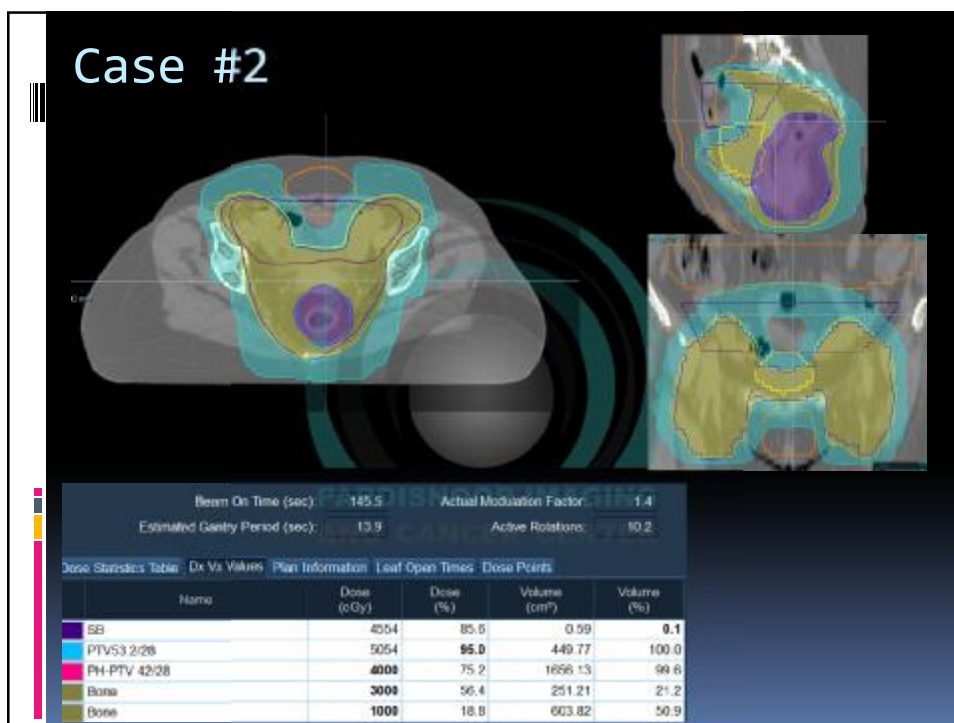 Case #2
Beam On Time (sec): 145.5 Actual Modulation Factor: 1.4
Estimated Gantry Period (sec): 13.9 Active Rotations: 10.2
Dose Statistics Table Dx Vx Values Plan Information Leaf Open Times Dose Points
Name Dose (cGy) Dose (%) Volume (cm³) Volume (%)
SB 4554 85.6 0.59 0.1
PTV53.2/28 5054 95.0 449.77 100.0
PH-PTV 42/28 4000 75.2 1656.13 99.6
Bone 3000 56.4 251.21 21.2
Bone 1000 18.8 603.82 50.9